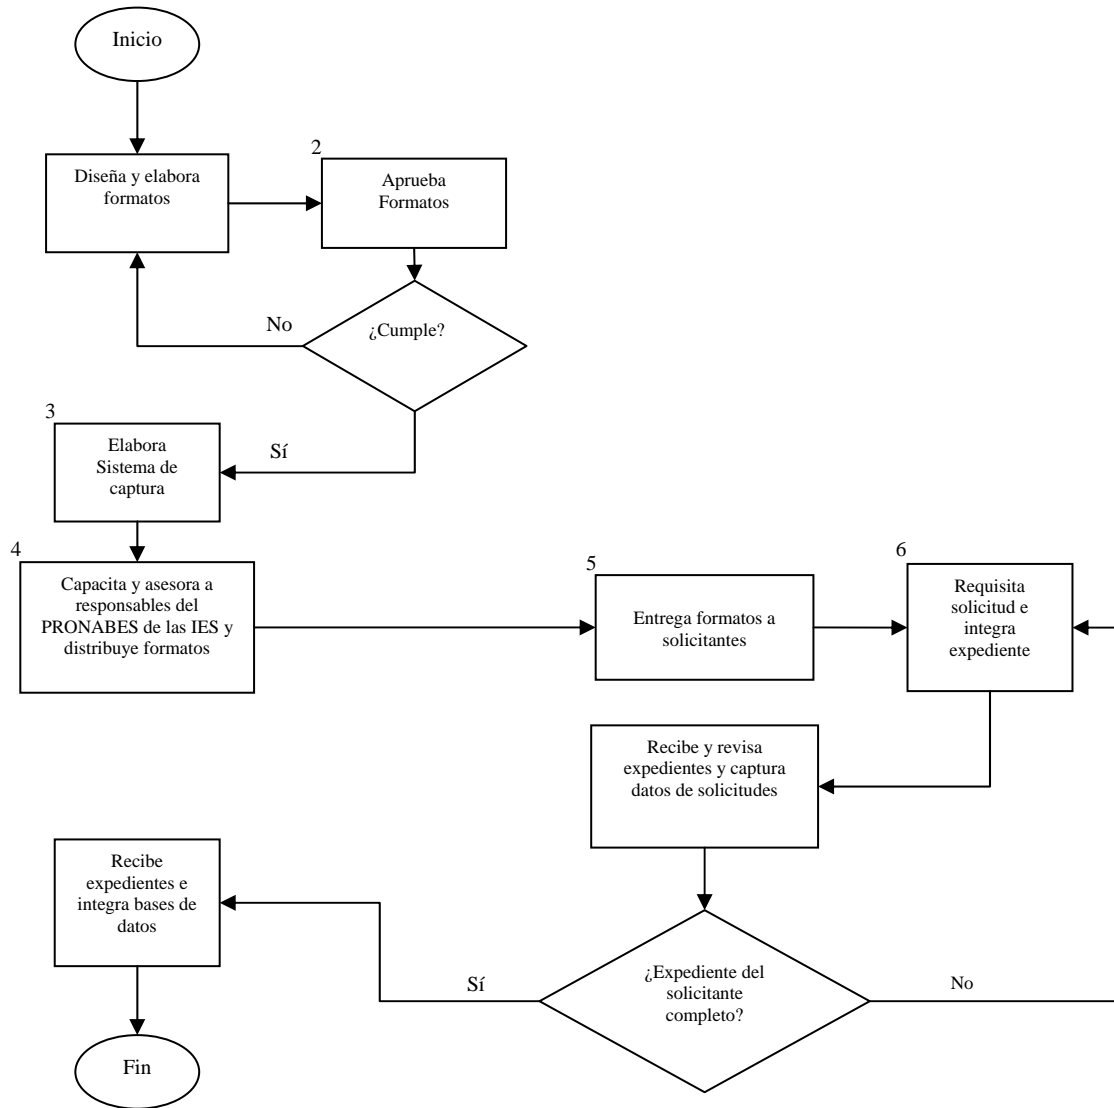 Inicio
Diseña y elabora
formatos
2
Aprueba
Formatos
¿Cumple?
No
Sí
3
Elabora
Sistema de
captura
4
Capacita y asesora a
responsables del
PRONABES de las IES y
distribuye formatos
5
Entrega formatos a
solicitantes
6
Requisita
solicitud e
integra
expediente
Recibe y revisa
expedientes y captura
datos de solicitudes
¿Expediente del
solicitante
completo?
No
Sí
Recibe
expedientes e
integra bases de
datos
Fin